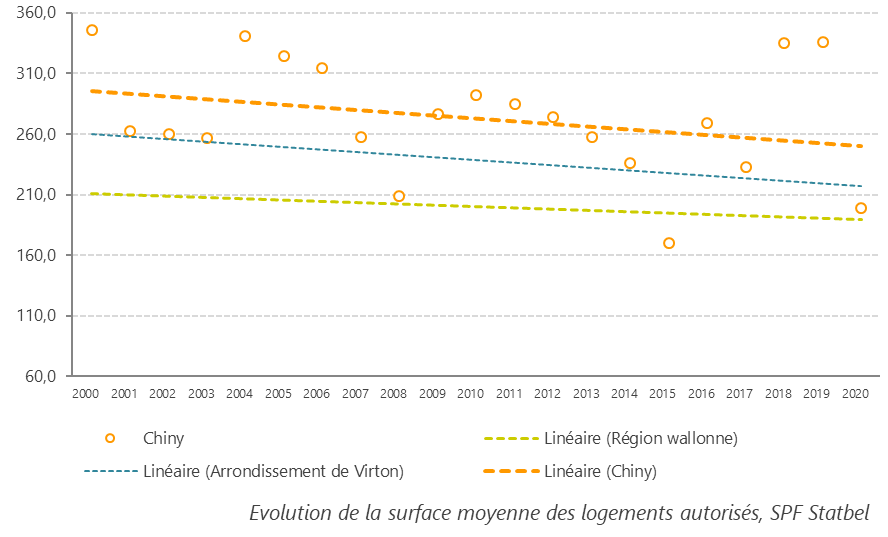 360,0
310,0
260,0
210,0
160,0
110,0
60,0
2000 2001 2002 2003 2004 2005 2006 2007 2008 2009 2010 2011 2012 2013 2014 2015 2016 2017 2018 2019 2020
Chiny Linéaire (Région wallonne)
Linéaire (Arrondissement de Virton) Linéaire (Chiny)
Evolution de la surface moyenne des logements autorisés, SPF Statbel